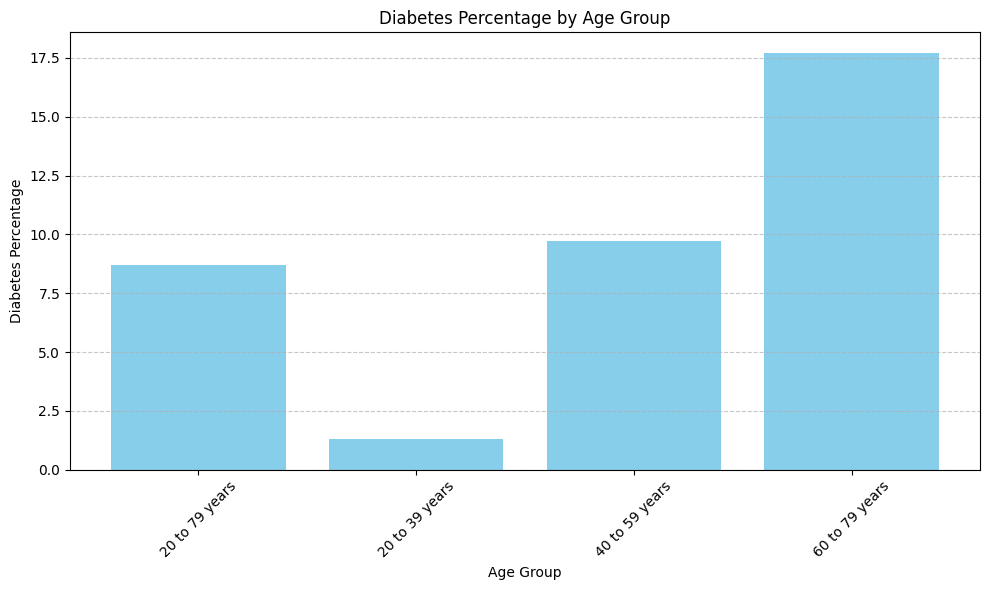 Diabetes Percentage by Age Group
Diabetes Percentage
17.5
15.0
12.5
10.0
7.5
5.0
2.5
0.0
20 to 79 years
20 to 39 years
40 to 59 years
60 to 79 years
Age Group